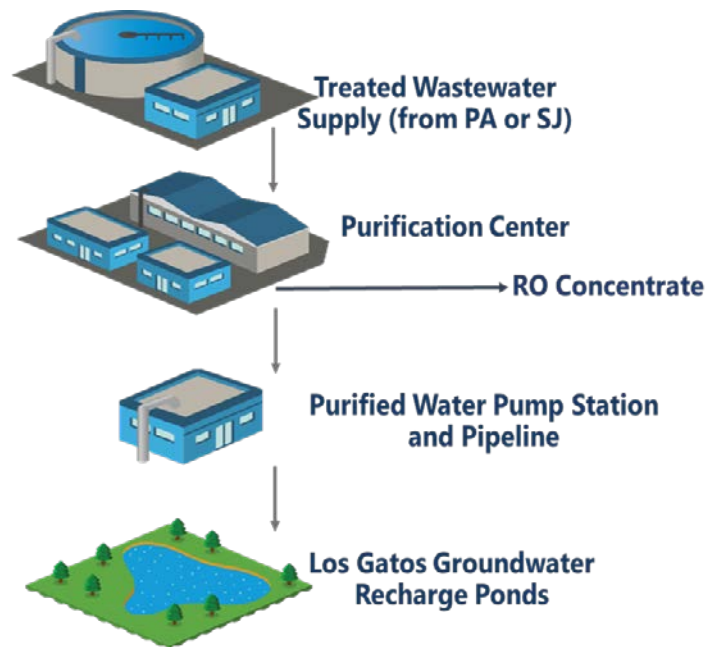 Treated Wastewater
Supply (from PA or SJ)
Purification Center
RO Concentrate
Purified Water Pump Station
and Pipeline
Los Gatos Groundwater
Recharge Ponds